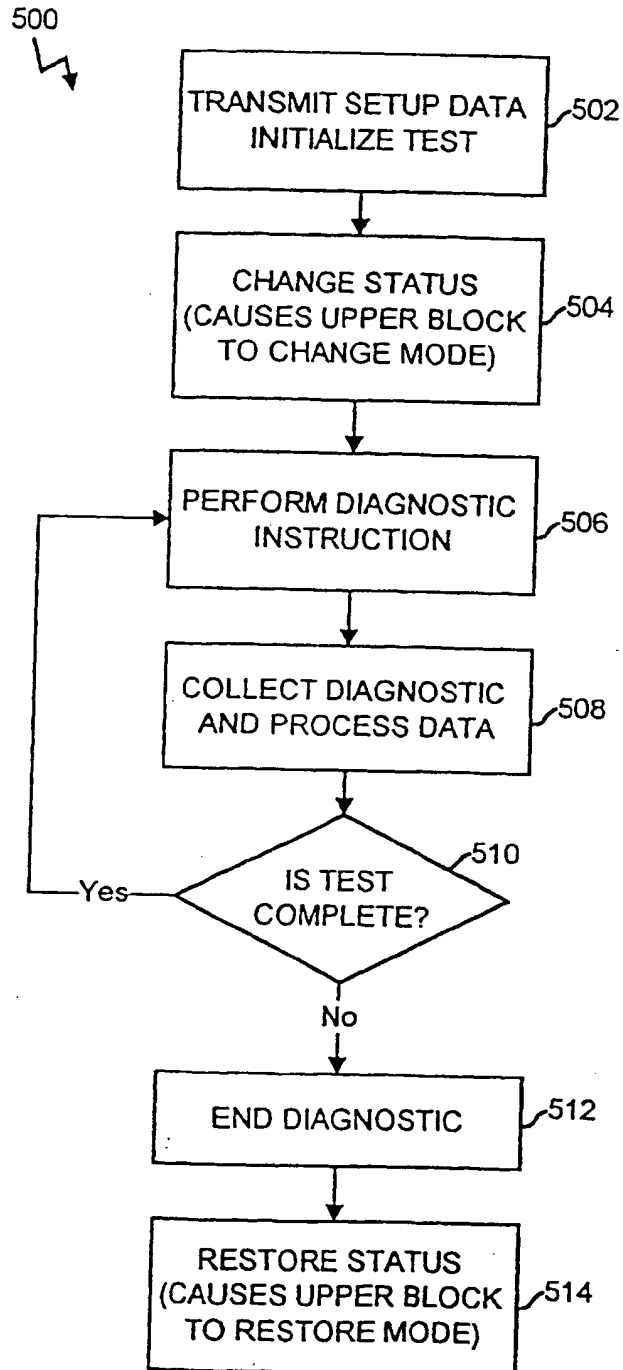 500
TRANSMIT SETUP DATA
INITIALIZE TEST
502
CHANGE STATUS
(CAUSES UPPER BLOCK
TO CHANGE MODE)
504
PERFORM DIAGNOSTIC
INSTRUCTION
506
COLLECT DIAGNOSTIC
AND PROCESS DATA
508
510
IS TEST
COMPLETE?
Yes
No
END DIAGNOSTIC
512
RESTORE STATUS
(CAUSES UPPER BLOCK
TO RESTORE MODE)
514